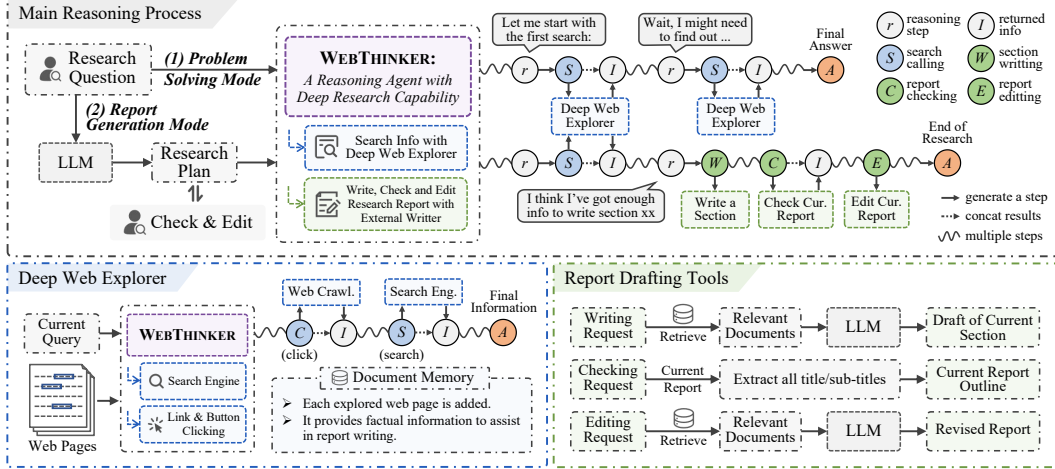 Main Reasoning Process
Research
Question
(1) Problem
Solving Mode
(2) Report
Generation Mode
LLM
Research
Plan
Check & Edit
WEBTHINKER:
A Reasoning Agent with
Deep Research Capability
Search Info with
Deep Web Explorer
Write, Check and Edit
Research Report with
External Writter
Let me start with
the first search:
Wait, I might need
to find out ...
Final
Answer
r
S
I
r
S
I
A
Deep Web
Explorer
Deep Web
Explorer
r
S
I
r
W
C
I
E
A
End of
Research
I think I've got enough
info to write section xx
Write a
Section
Check Cur.
Report
Edit Cur.
Report
r reasoning
step
I returned
info
S search
calling
W section
writting
C report
checking
E report
editting
generate a step
concat results
multiple steps
Deep Web Explorer
Current
Query
Web Pages
WEBTHINKER
Search Engine
Link & Button
Clicking
Web Crawl.
Search Eng.
Final
Information
C
I
S
I
A
(click)
(search)
Document Memory
➢ Each explored web page is added.
➢ It provides factual information to assist
in report writing.
Report Drafting Tools
Writing
Request
Retrieve
Relevant
Documents
LLM
Draft of Current
Section
Checking
Request
Current
Report
Extract all title/sub-titles
Current Report
Outline
Editing
Request
Retrieve
Relevant
Documents
LLM
Revised Report